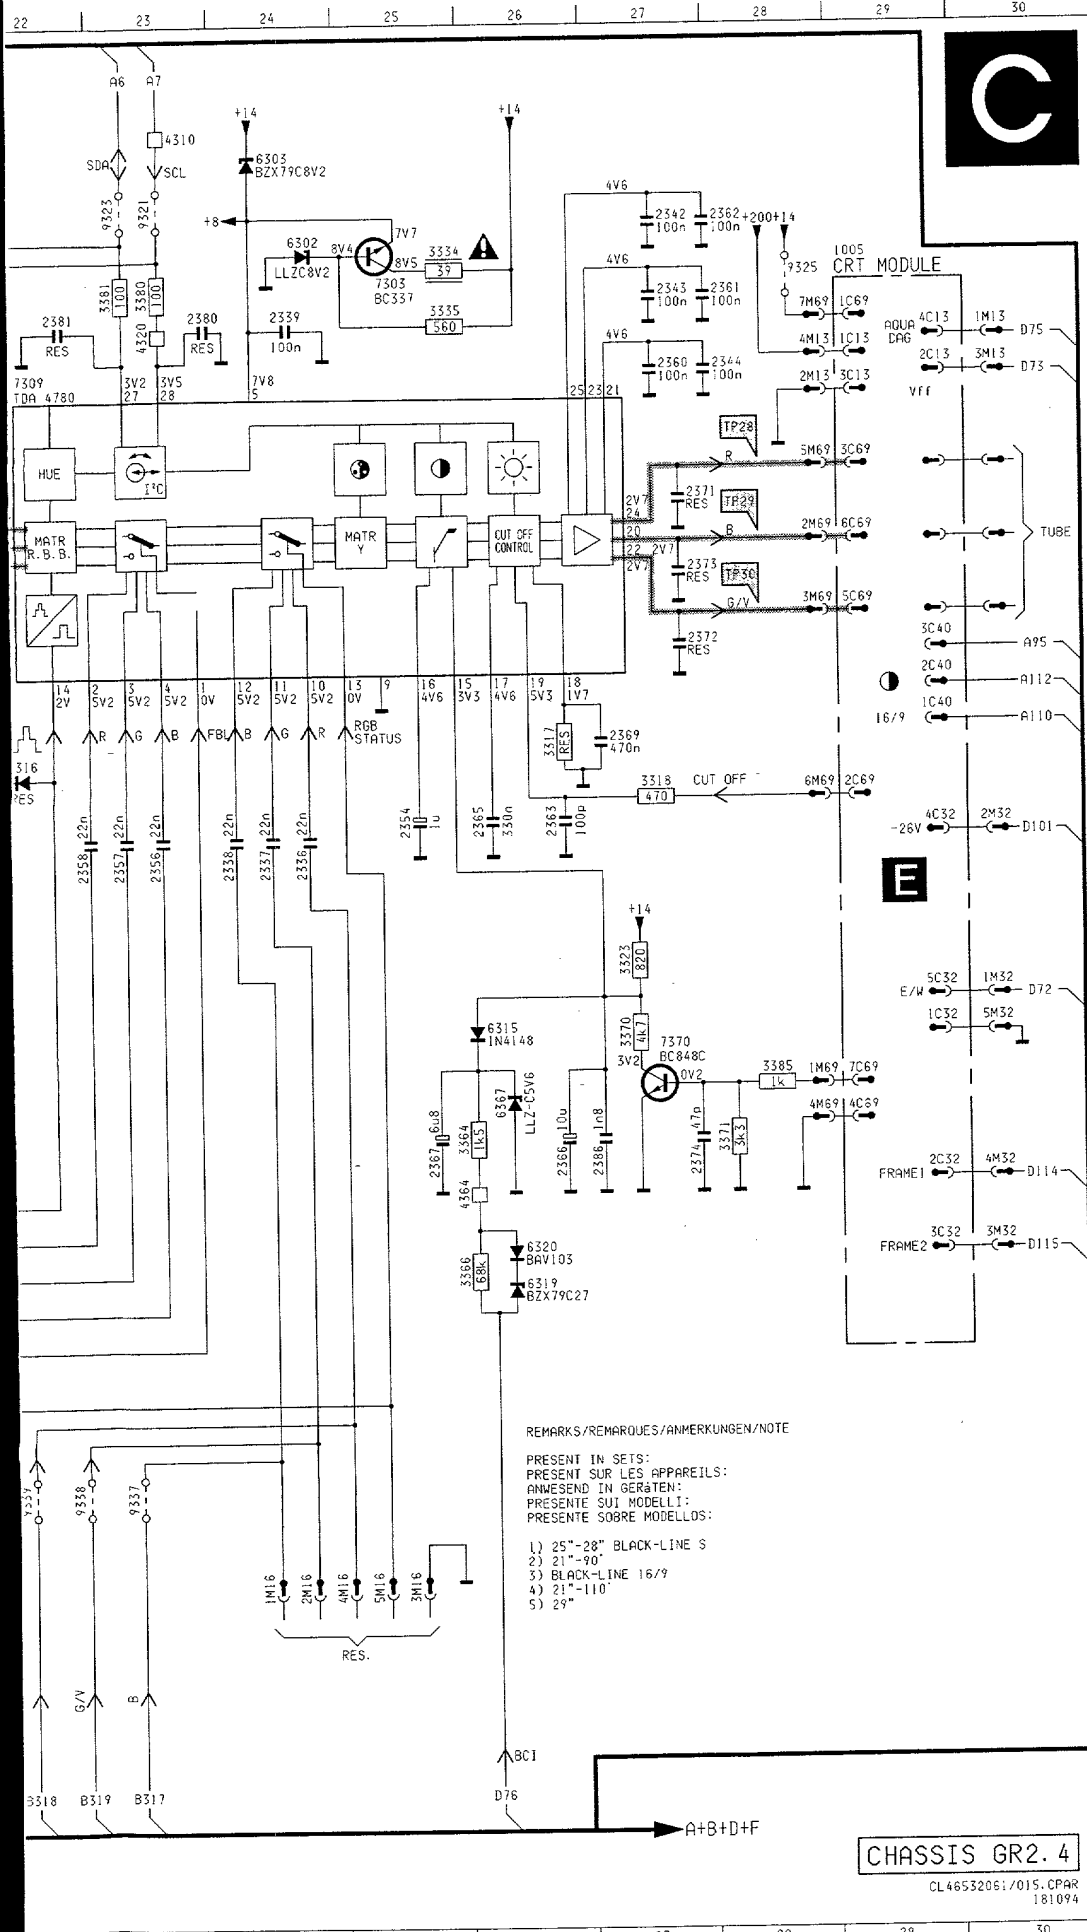 22 23 24 25 26 27 28 29 30
C
A6 A7
4310
SDA SCL
9323 9321
+14
6303
BZX79C8V2
+8
+14
6302
LLZC8V2
8V4
7V7
8V5
7303
BC337
3334
39
3335
560
2339
100n
3381
100
3380
100
4320
2381
RES
2380
RES
7309
TDA 4780
3V2
27
3V5
28
7V8
5
4V6
2342
100n
2362
100n
4V6
2343
100n
2361
100n
4V6
2360
100n
2344
100n
25 23 21
+200 +14
9325
1005
CRT MODULE
7M69 1C69
4M13 1C13
2M13 3C13
AQUA
DAG
4C13 1M13 D75
2C13 3M13 D73
Vff
HUE
I²C
MATR
R.B.B.
MATR
Y
CUT OFF
CONTROL
2V7
24
20
22
2V7
2V7
TP28
R
5M69 3C69
2371
RES
TP29
B
2M69 6C69
2373
RES
TP30
G/V
3M69 5C69
2372
RES
TUBE
3C40 A95
2C40 A112
16/9 1C40 A110
14
2V
2
5V2
3
5V2
4
5V2
1
0V
12
5V2
11
5V2
10
5V2
13
0V
9
16
4V6
15
3V3
17
4V6
19
5V3
18
1V7
R G B FBL B G R
RGB
STATUS
316
RES
3317
RES
2369
470n
3318
470
CUT OFF
6M69 2C69
2358 22n
2357 22n
2356 22n
2338 22n
2337 22n
2336 22n
2354 1u
2365 330n
2363 100p
-26V 4C32 2M32 D101
E
+14
3323
820
3370
4k7
7370
BC848C
3V2
0V2
3385
1k
1M69 7C69
4M69 4C69
6315
1N4148
2367 6u8
3364
1k5
6367
LLZ-C5V6
2366 10u
2386 1n8
2374 47p
3371
3k3
4364
E/W 5C32 1M32 D72
1C32 5M32
FRAME1 2C32 4M32 D114
FRAME2 3C32 3M32 D115
3366
68k
6320
BAV103
6319
BZX79C27
REMARKS/REMARQUES/ANMERKUNGEN/NOTE
PRESENT IN SETS:
PRESENT SUR LES APPAREILS:
ANWESEND IN GERäTEN:
PRESENTE SUI MODELLI:
PRESENTE SOBRE MODELLOS:
1) 25"-28" BLACK-LINE S
2) 21"-90°
3) BLACK-LINE 16/9
4) 21"-110°
5) 29"
9339 9338 9337
1M16 2M16 4M16 5M16 3M16
RES.
G/V B
B318 B319 B317
BCI
D76
A+B+D+F
CHASSIS GR2.4
CL46532061/015.CPAR
181094
29 30